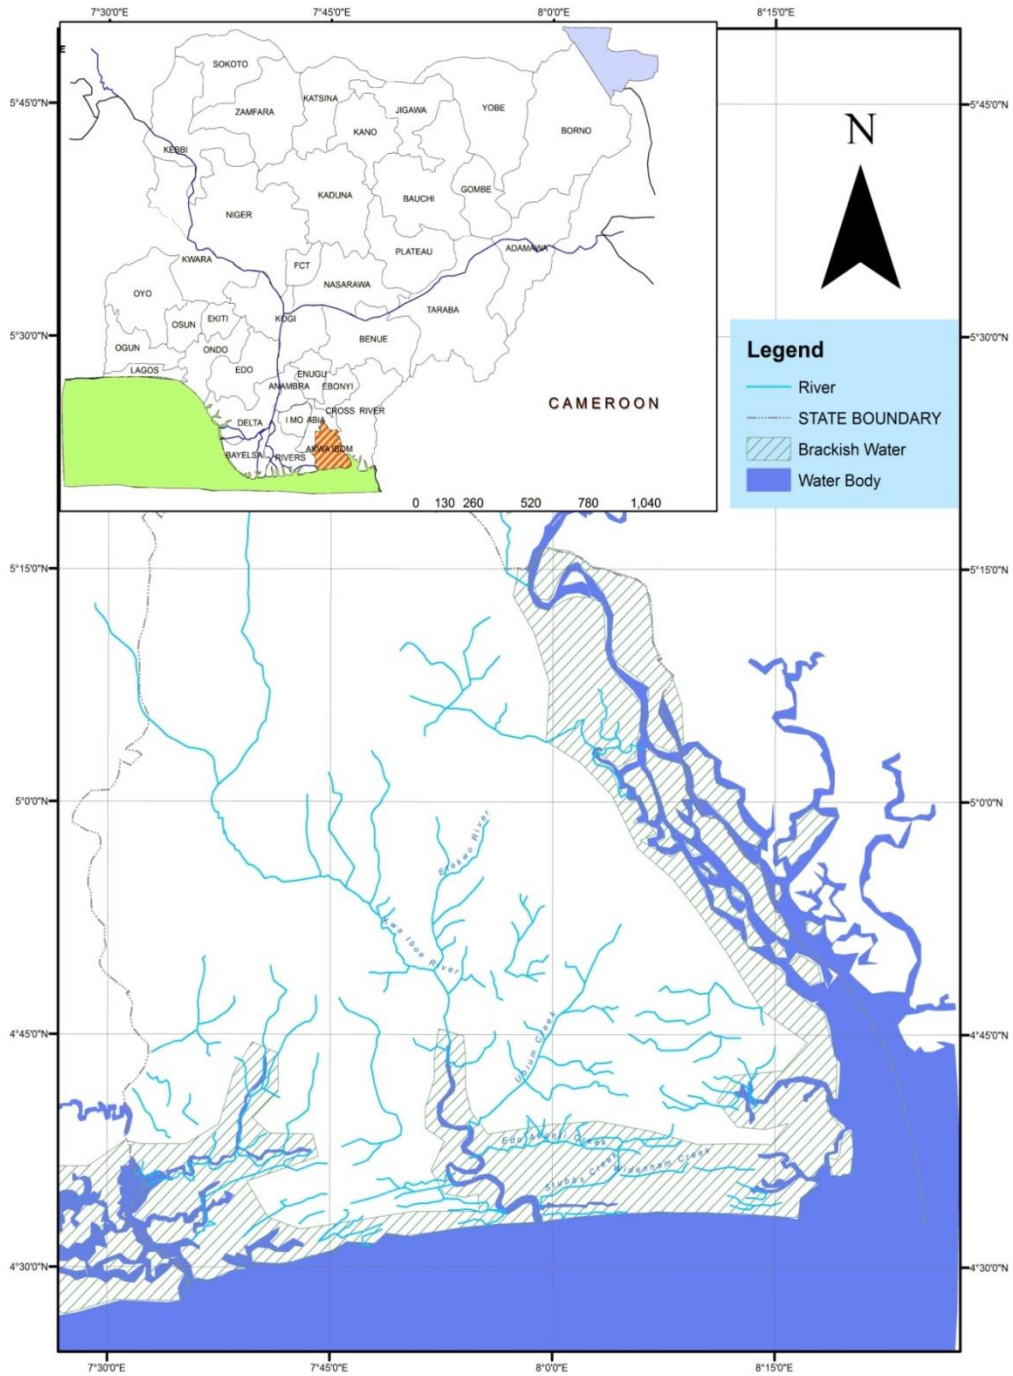 7°30'0"E 7°45'0"E 8°0'0"E 8°15'0"E
E
SOKOTO
KATSINA
ZAMFARA
JIGAWA
YOBE
KANO
BORNO
KEBBI
KADUNA
BAUCHI
GOMBE
NIGER
PLATEAU
ADAMAWA
KWARA
FCT
NASARAWA
OYO
TARABA
OSUN
EKITI
KOGI
BENUE
OGUN
ONDO
LAGOS
EDO
ENUGU
ANAMBRA
EBONYI
CROSS RIVER
DELTA
I MO
ABIA
AKWA IBOM
BAYELSA
RIVERS
CAMEROON
0 130 260 520 780 1,040
N
Legend
River
STATE BOUNDARY
Brackish Water
Water Body
5°45'0"N 5°45'0"N
5°30'0"N 5°30'0"N
5°15'0"N 5°15'0"N
5°0'0"N 5°0'0"N
Kwa Iboe River
Ubium Creek
4°45'0"N 4°45'0"N
Stubbs Creek
Widenham Creek
4°30'0"N 4°30'0"N
7°30'0"E 7°45'0"E 8°0'0"E 8°15'0"E